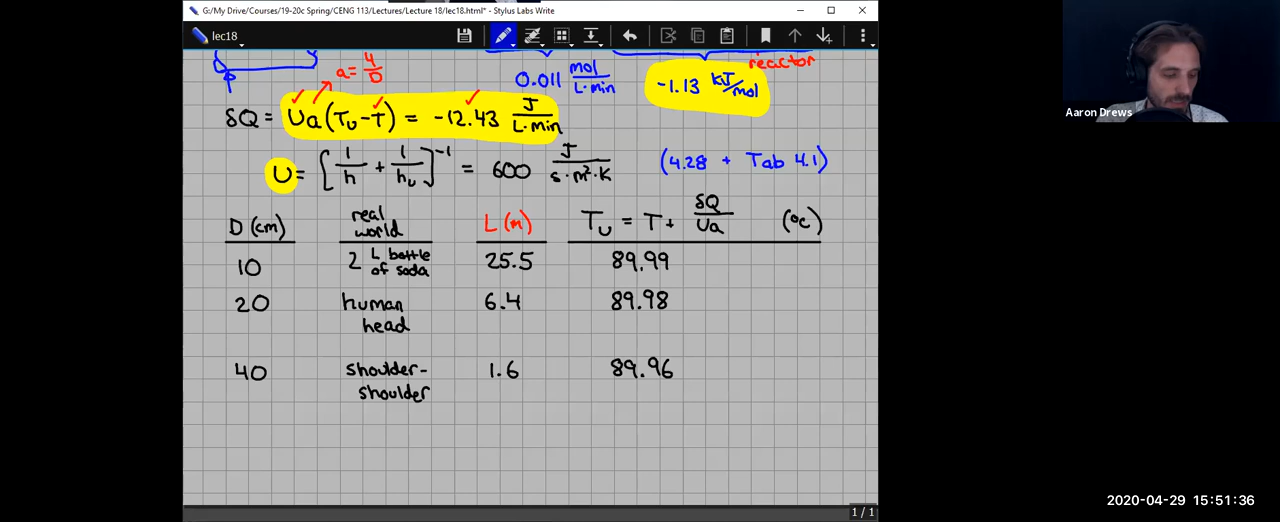 G:/My Drive/Courses/19-20c Spring/CENG 113/Lectures/Lecture 18/lec18.html* - Stylus Labs Write
lec18
a = 4/D
0.011 mol/L·min
reactor
-1.13 kJ/mol
δQ = Ua(Tᵤ-T) = -12.43 J/L·min
U = [1/h + 1/hᵤ]⁻¹ = 600 J/s·m²·K (4.28 + Tab 4.1)
D (cm) real world L (m) Tᵤ = T + δQ/Ua (°C)
10 2 L bottle of soda 25.5 89.99
20 human head 6.4 89.98
40 shoulder-shoulder 1.6 89.96
1 / 1
Aaron Drews
2020-04-29 15:51:36